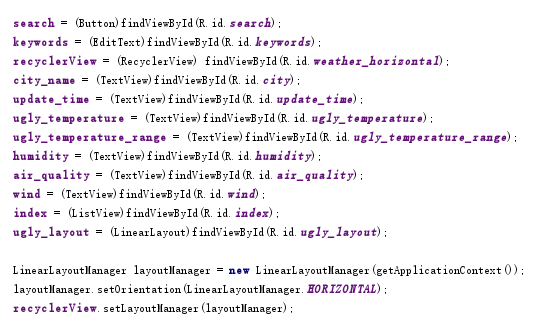 search = (Button)findViewById(R.id.search);
keywords = (EditText)findViewById(R.id.keywords);
recyclerView = (RecyclerView) findViewById(R.id.weather_horizontal);
city_name = (TextView)findViewById(R.id.city);
update_time = (TextView)findViewById(R.id.update_time);
ugly_temperature = (TextView)findViewById(R.id.ugly_temperature);
ugly_temperature_range = (TextView)findViewById(R.id.ugly_temperature_range);
humidity = (TextView)findViewById(R.id.humidity);
air_quality = (TextView)findViewById(R.id.air_quality);
wind = (TextView)findViewById(R.id.wind);
index = (ListView)findViewById(R.id.index);
ugly_layout = (LinearLayout)findViewById(R.id.ugly_layout);
LinearLayoutManager layoutManager = new LinearLayoutManager(getApplicationContext());
layoutManager.setOrientation(LinearLayoutManager.HORIZONTAL);
recyclerView.setLayoutManager(layoutManager);